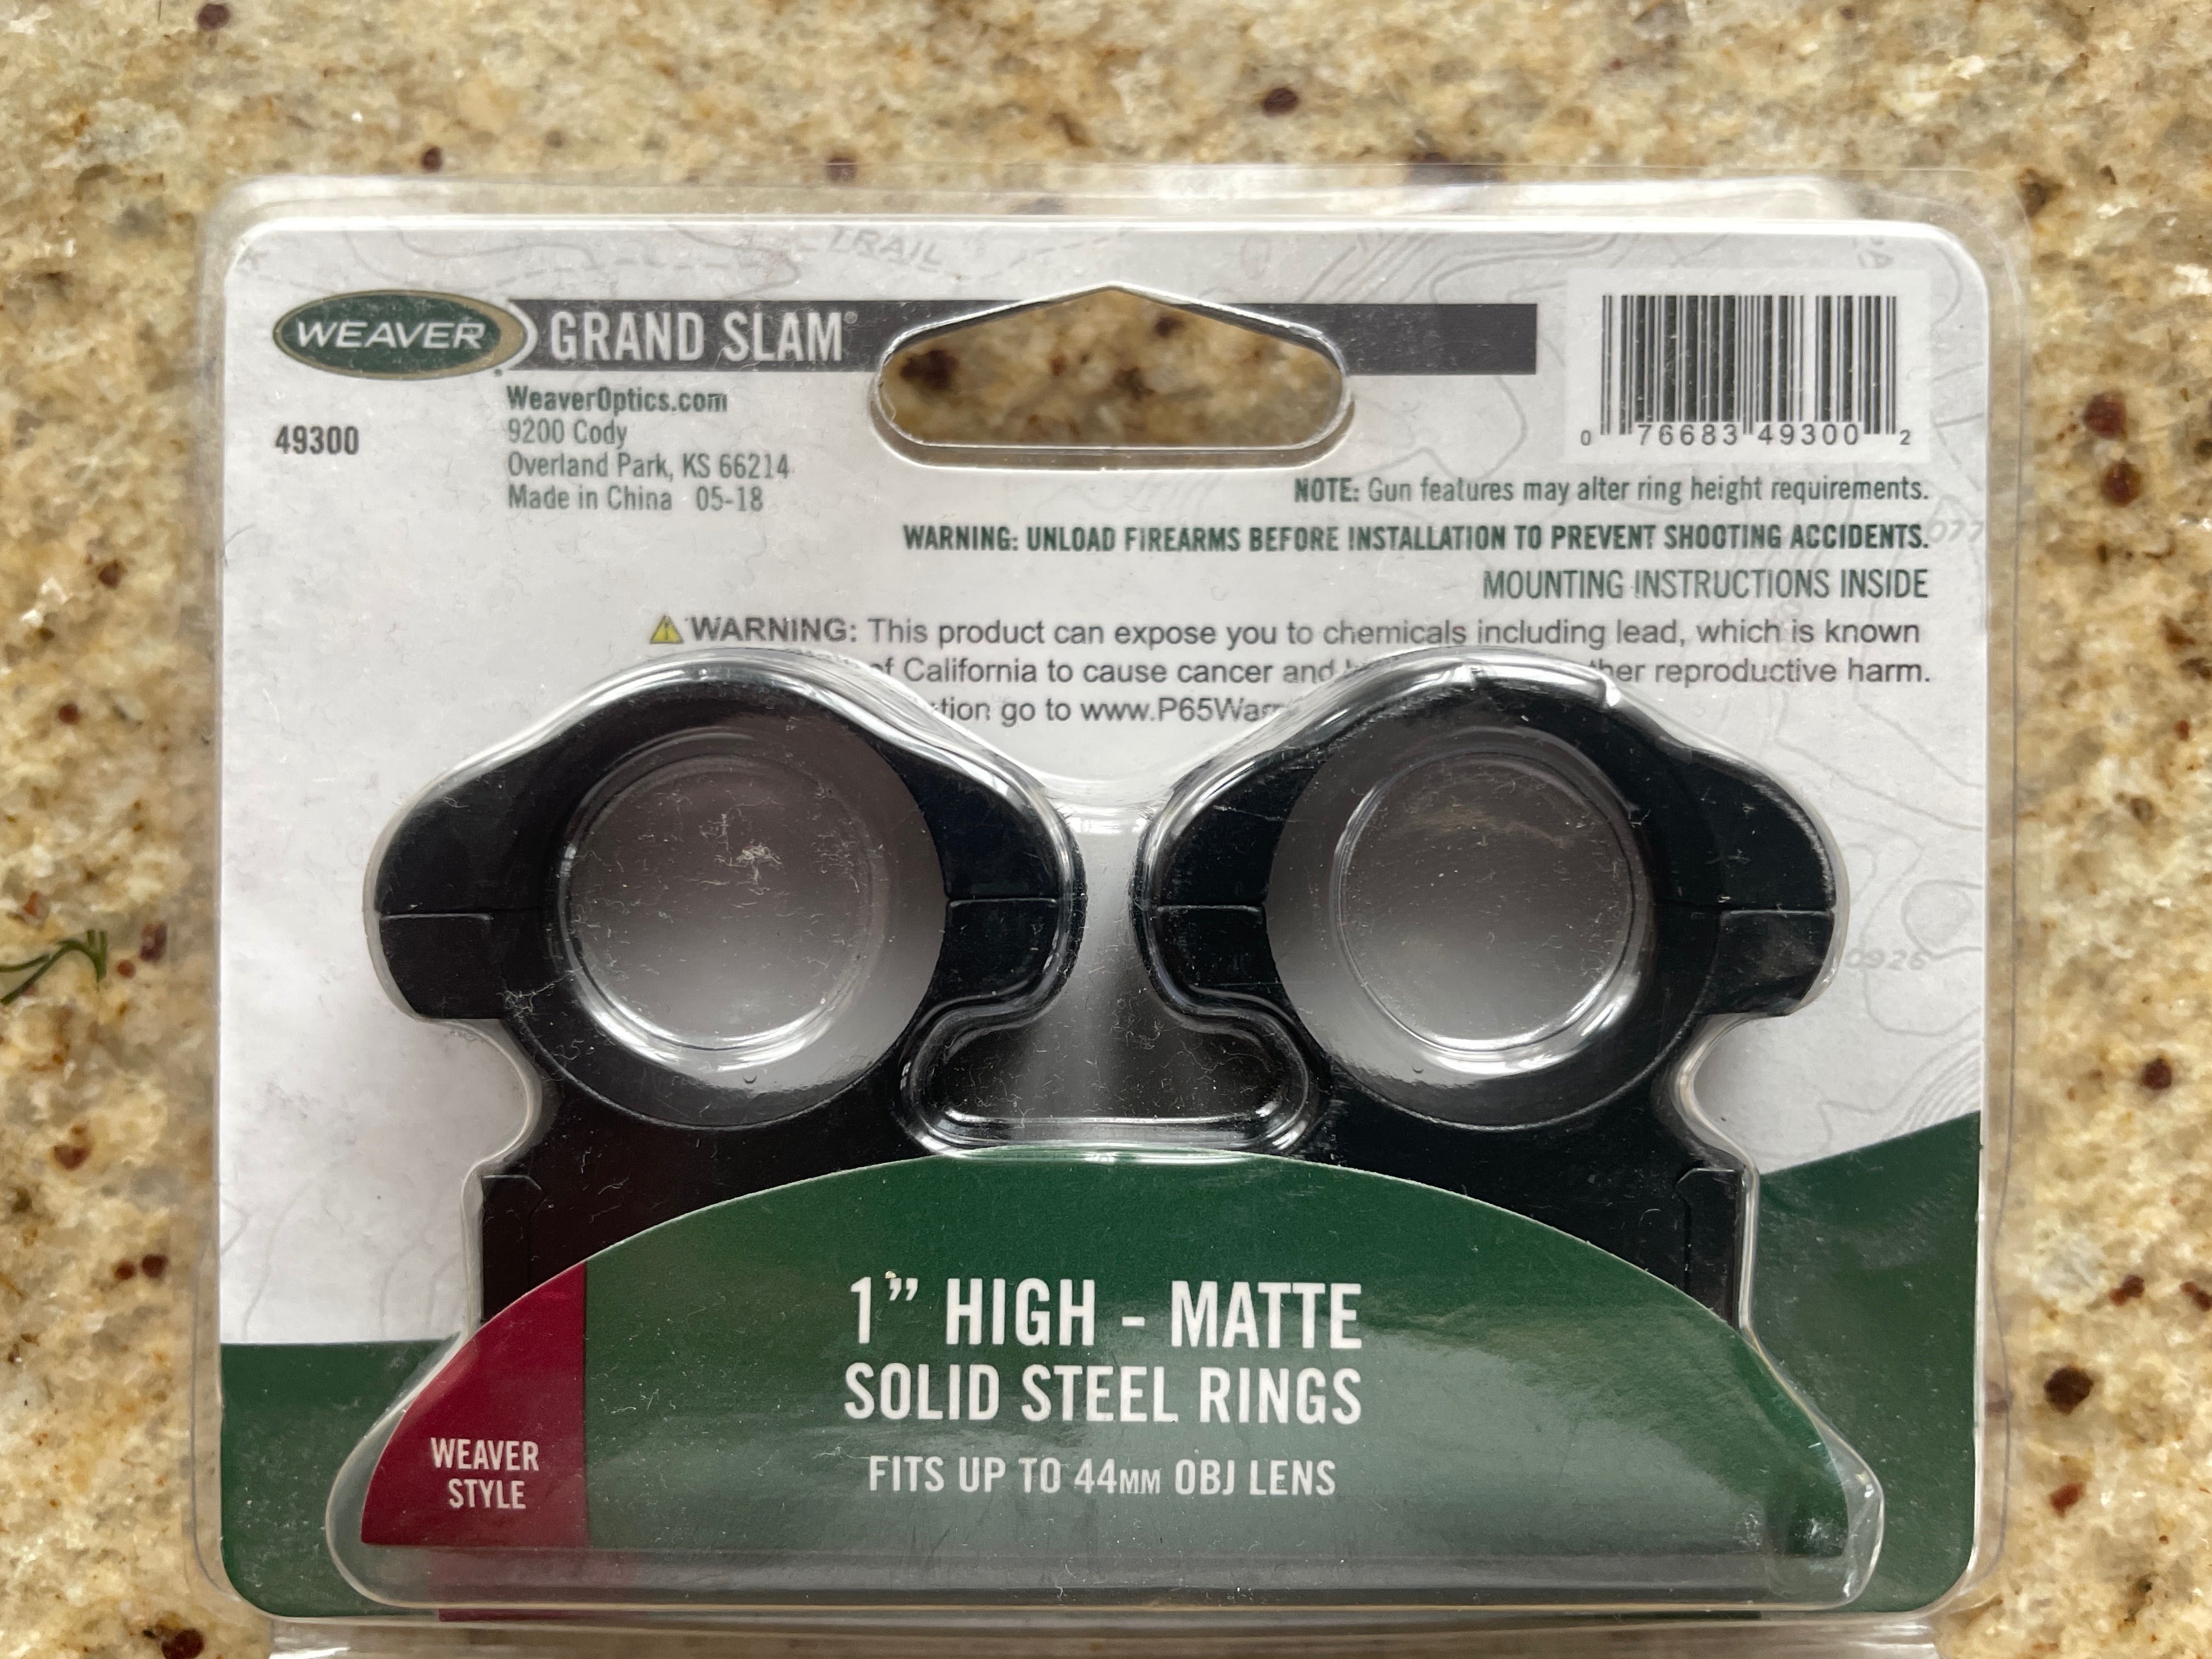 TRAIL
WEAVER GRAND SLAM®
49300
WeaverOptics.com
9200 Cody
Overland Park, KS 66214
Made in China 05-18
0 76683 49300 2
NOTE: Gun features may alter ring height requirements.
WARNING: UNLOAD FIREARMS BEFORE INSTALLATION TO PREVENT SHOOTING ACCIDENTS.
077
MOUNTING INSTRUCTIONS INSIDE
WARNING: This product can expose you to chemicals including lead, which is known
of California to cause cancer and reproductive harm.
go to
0926
1” HIGH - MATTE
SOLID STEEL RINGS
FITS UP TO 44MM OBJ LENS
WEAVER
STYLE